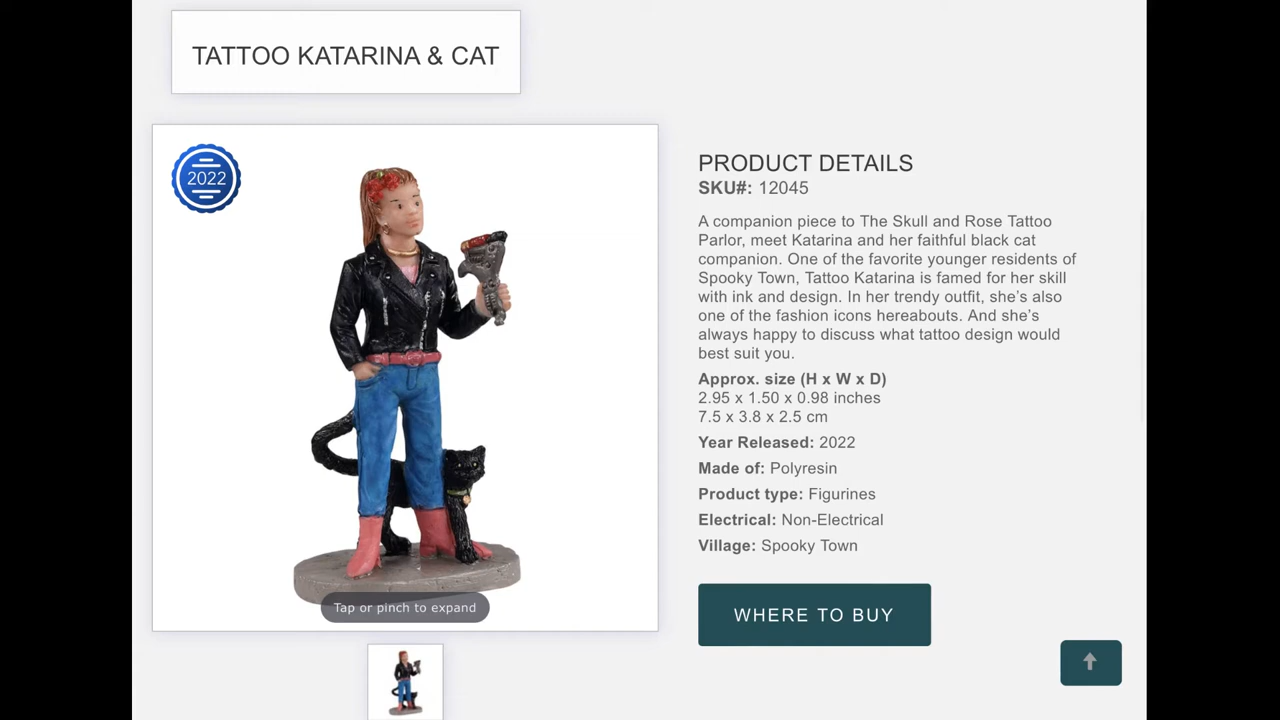 TATTOO KATARINA & CAT
2022
Tap or pinch to expand
PRODUCT DETAILS
SKU#: 12045
A companion piece to The Skull and Rose Tattoo
Parlor, meet Katarina and her faithful black cat
companion. One of the favorite younger residents of
Spooky Town, Tattoo Katarina is famed for her skill
with ink and design. In her trendy outfit, she’s also
one of the fashion icons hereabouts. And she’s
always happy to discuss what tattoo design would
best suit you.
Approx. size (H x W x D)
2.95 x 1.50 x 0.98 inches
7.5 x 3.8 x 2.5 cm
Year Released: 2022
Made of: Polyresin
Product type: Figurines
Electrical: Non-Electrical
Village: Spooky Town
WHERE TO BUY